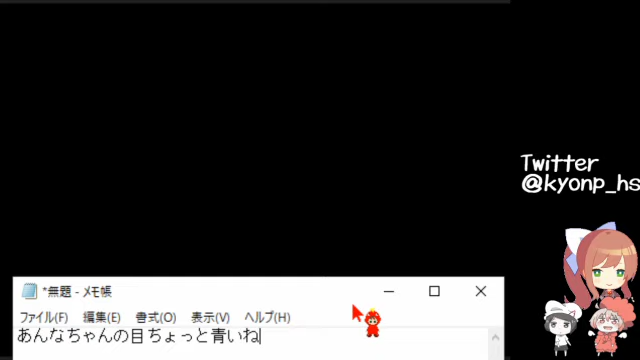 Twitter
@kyonp_hs
*無題 - メモ帳
ファイル(F) 編集(E) 書式(O) 表示(V) ヘルプ(H)
あんなちゃんの目ちょっと青いね